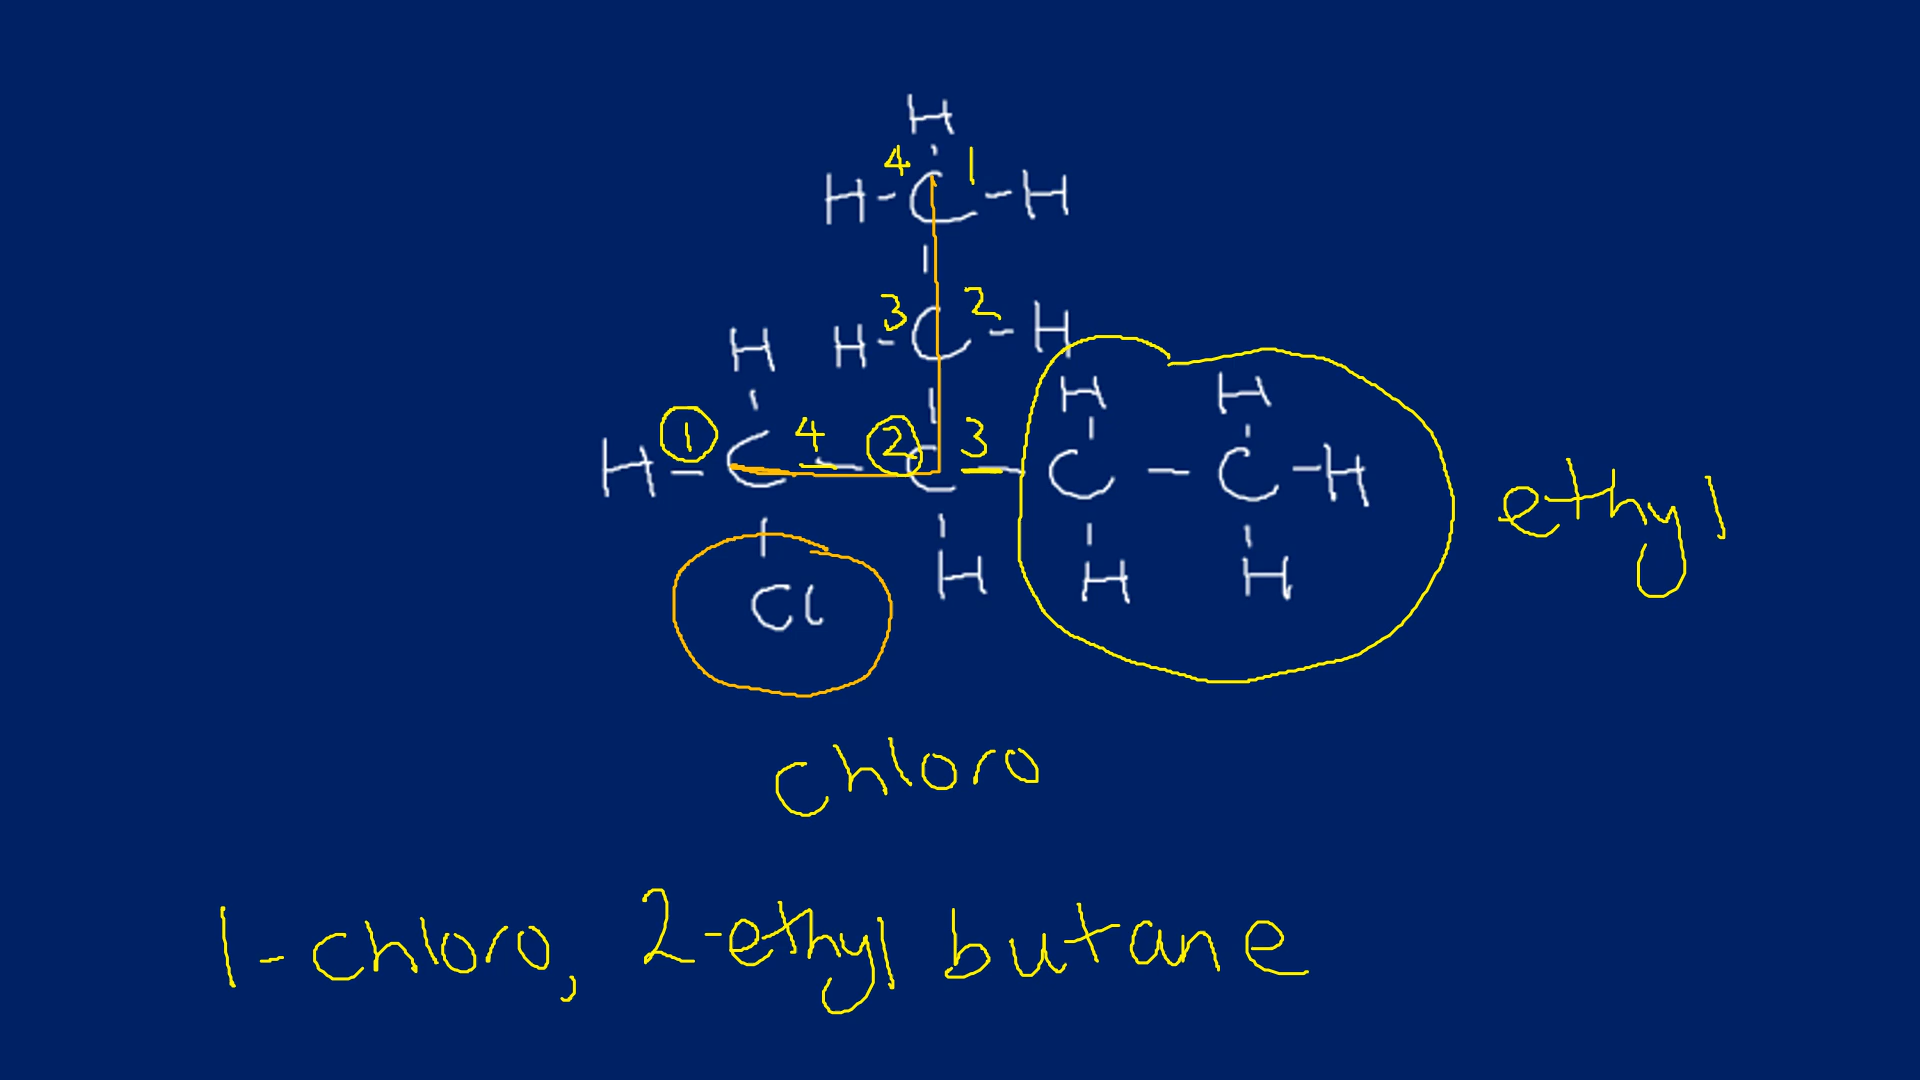 H
4 1
H-C-H
3 2
H H-C-H H H
1 4 2 3
H-C-C-C-C-H ethyl
Cl H H H
chloro
1-chloro, 2-ethyl butane